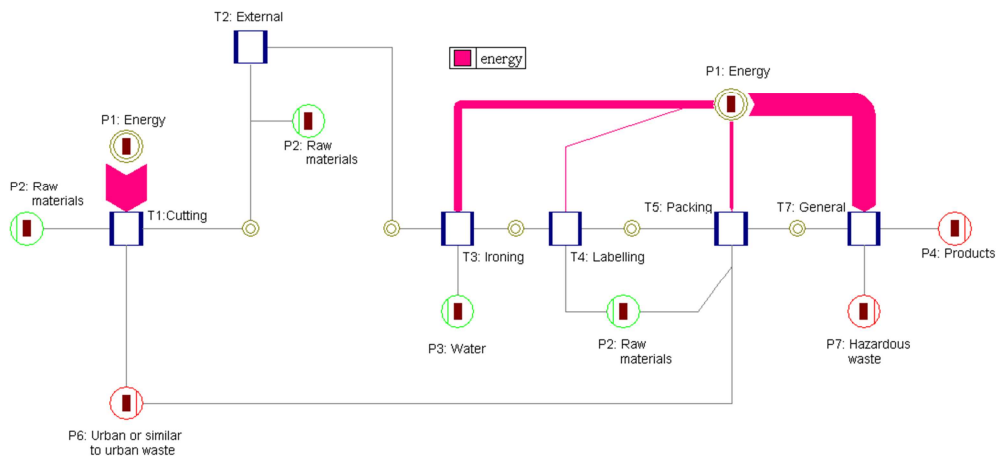 T2: External
energy
P1: Energy
P1: Energy
P2: Raw
materials
P2: Raw
materials
T1:Cutting
T5: Packing
T7: General
T3: Ironing
T4: Labelling
P4: Products
P3: Water
P2: Raw
materials
P7: Hazardous
waste
P6: Urban or similar
to urban waste